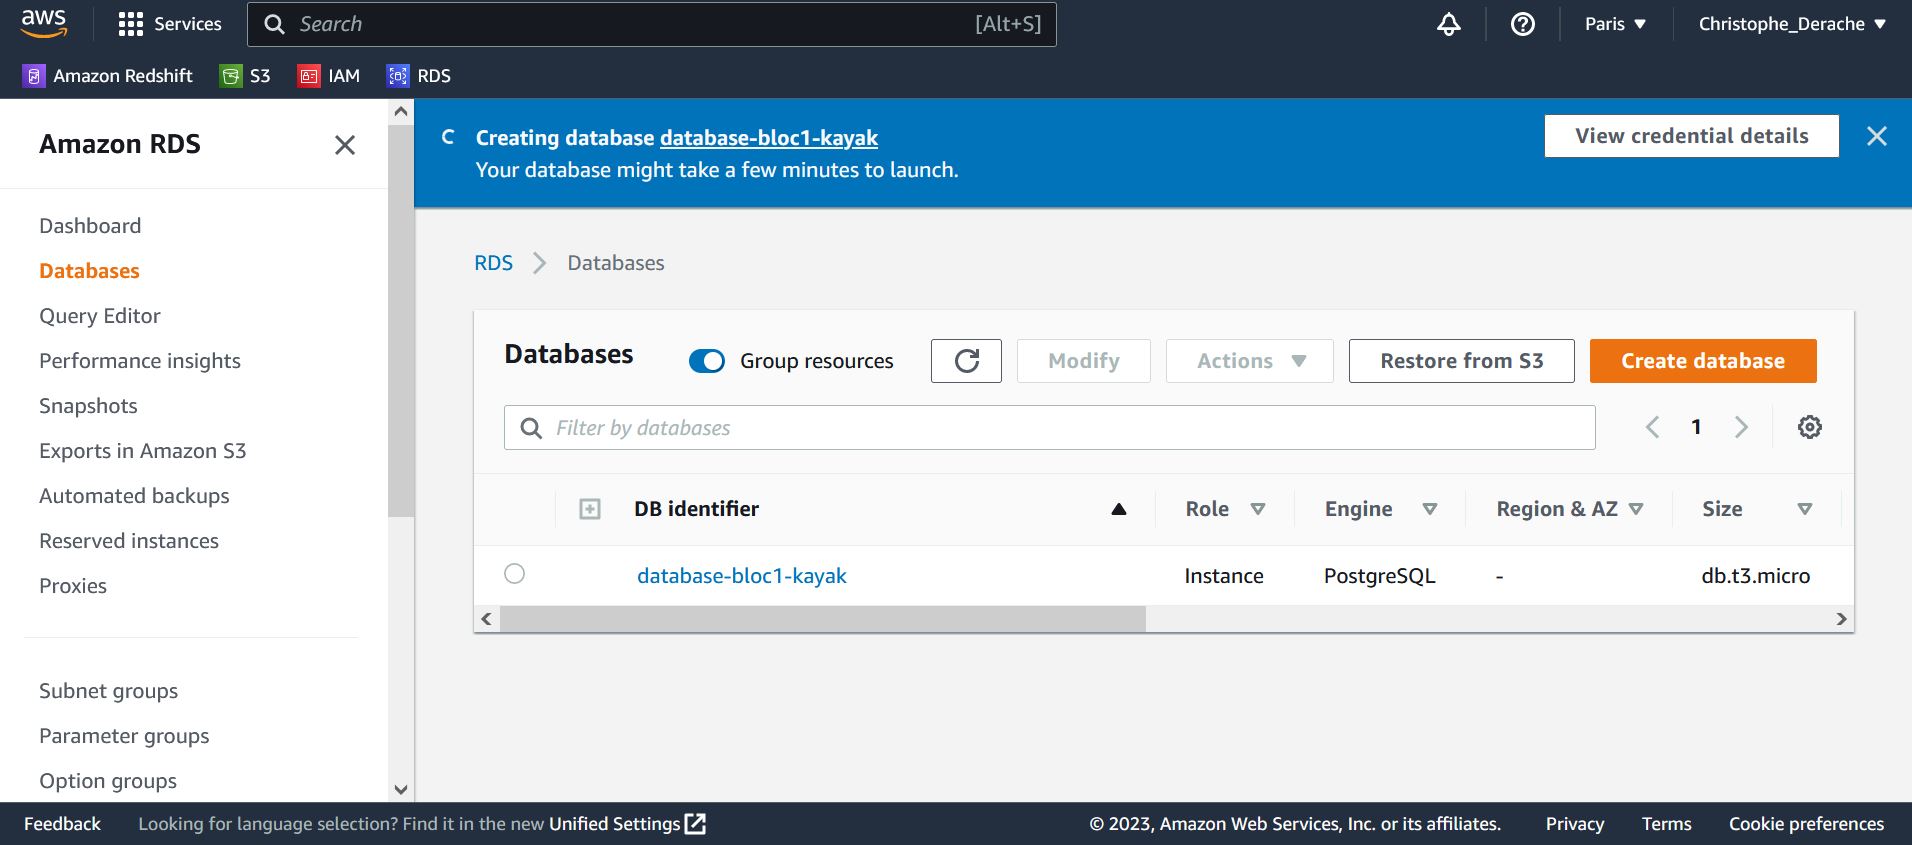 aws Services Search [Alt+S] Paris Christophe_Derache
Amazon Redshift S3 IAM RDS
Amazon RDS
Dashboard
Databases
Query Editor
Performance insights
Snapshots
Exports in Amazon S3
Automated backups
Reserved instances
Proxies
Subnet groups
Parameter groups
Option groups
Creating database database-bloc1-kayak
Your database might take a few minutes to launch.
View credential details
RDS Databases
Databases Group resources Modify Actions Restore from S3 Create database
Filter by databases 1
DB identifier Role Engine Region & AZ Size
database-bloc1-kayak Instance PostgreSQL - db.t3.micro
Feedback Looking for language selection? Find it in the new Unified Settings © 2023, Amazon Web Services, Inc. or its affiliates. Privacy Terms Cookie preferences